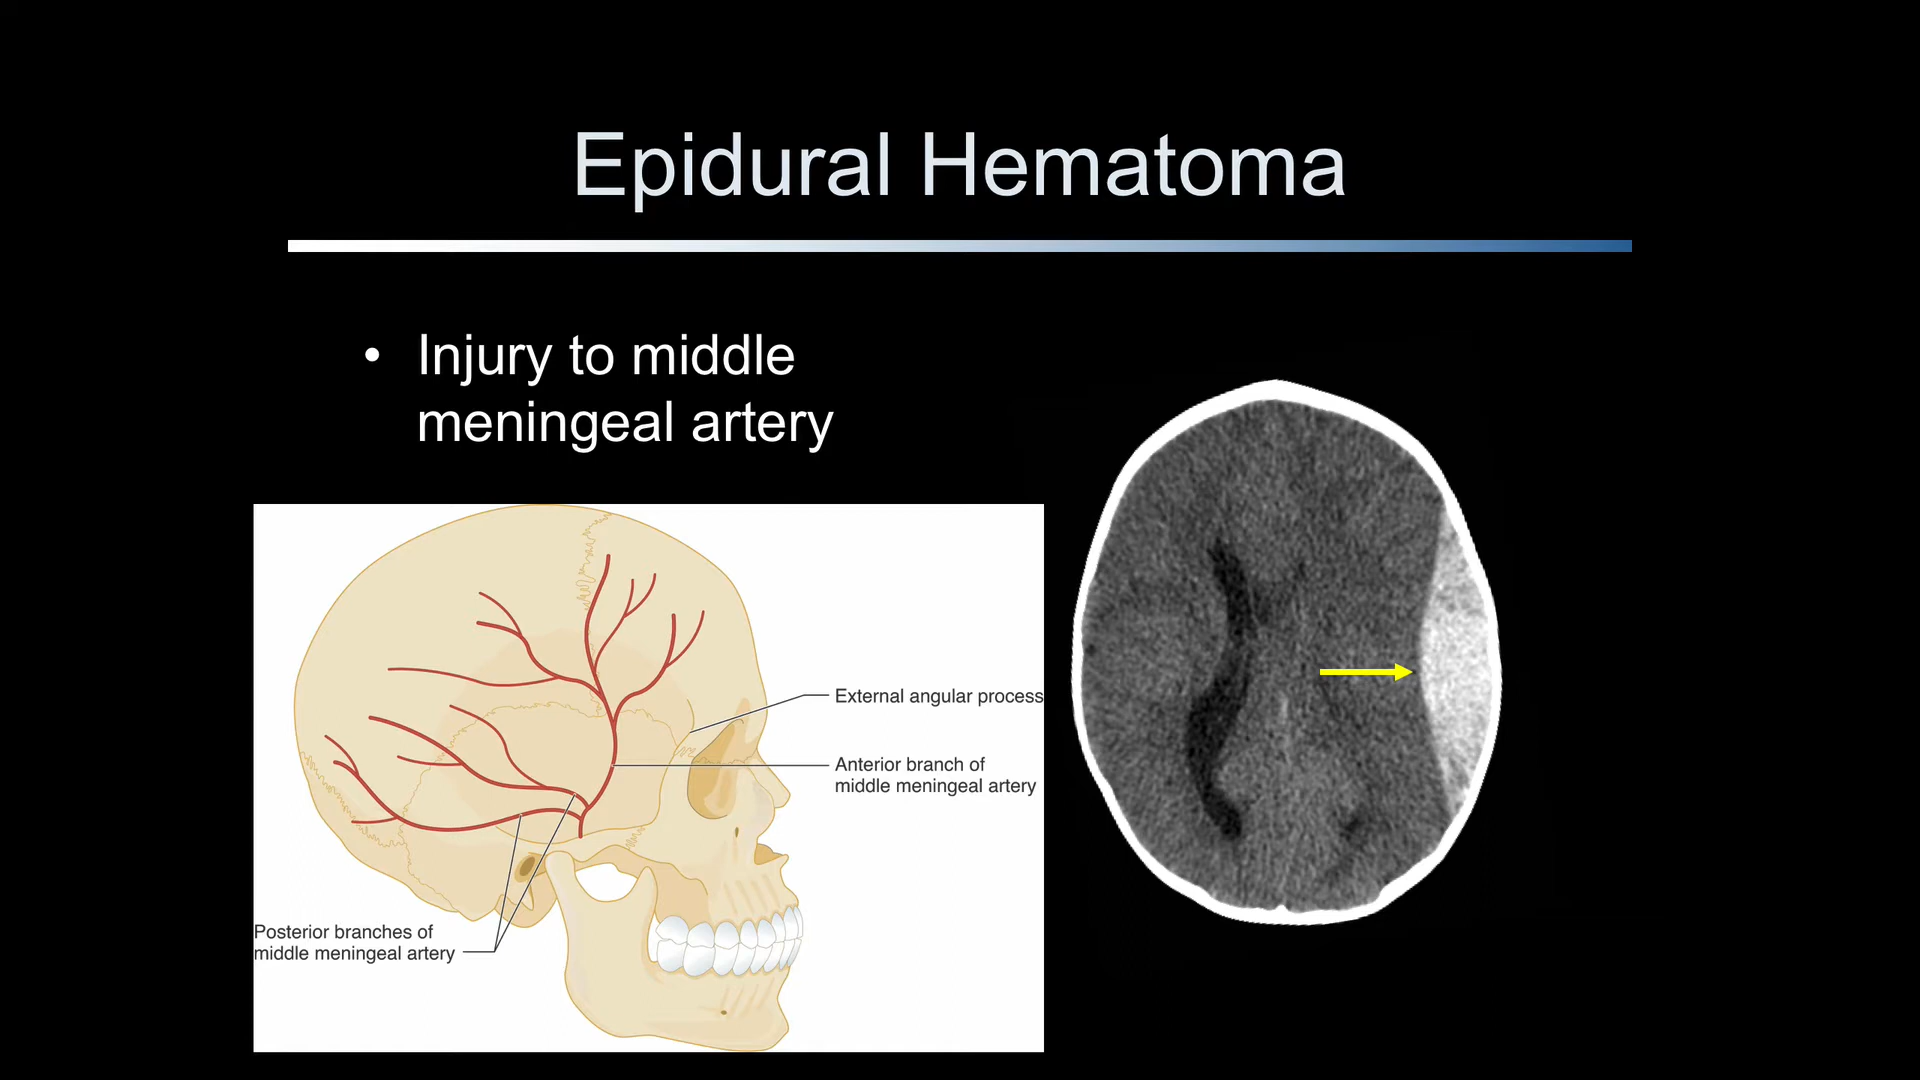 Epidural Hematoma
• Injury to middle
meningeal artery
External angular process
Anterior branch of
middle meningeal artery
Posterior branches of
middle meningeal artery